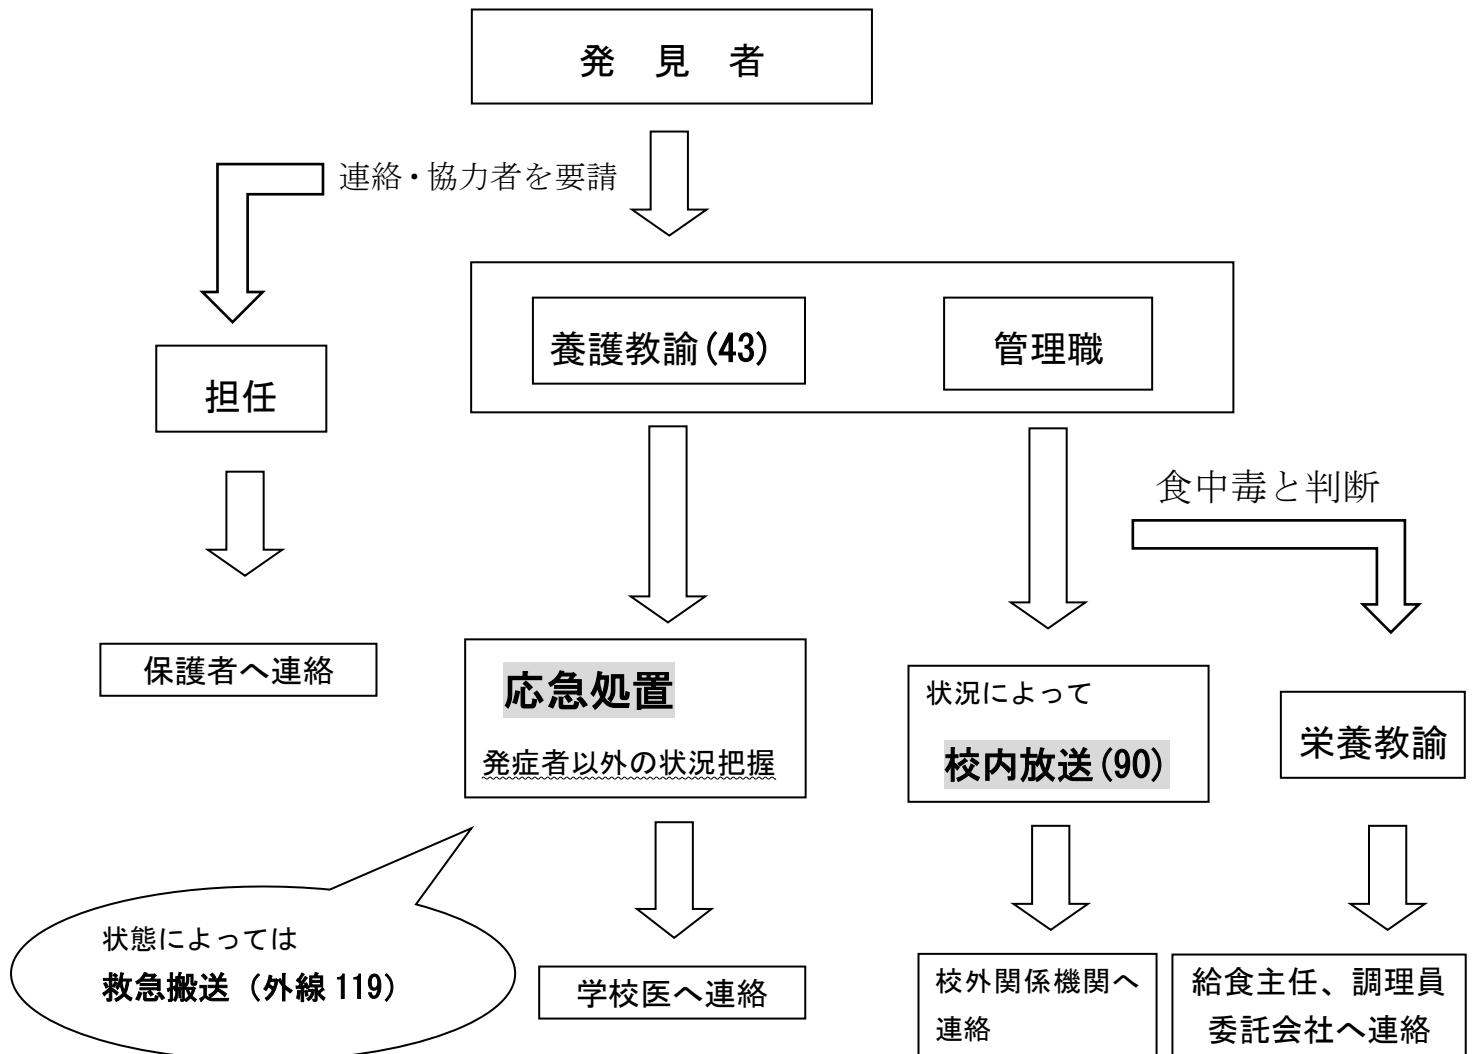 発　見　者
連絡・協力者を要請
養護教諭(43)
管理職
担任
食中毒と判断
保護者へ連絡
応急処置
発症者以外の状況把握
状況によって
校内放送(90)
栄養教諭
状態によっては
救急搬送（外線 119）
学校医へ連絡
校外関係機関へ
連絡
給食主任、調理員
委託会社へ連絡